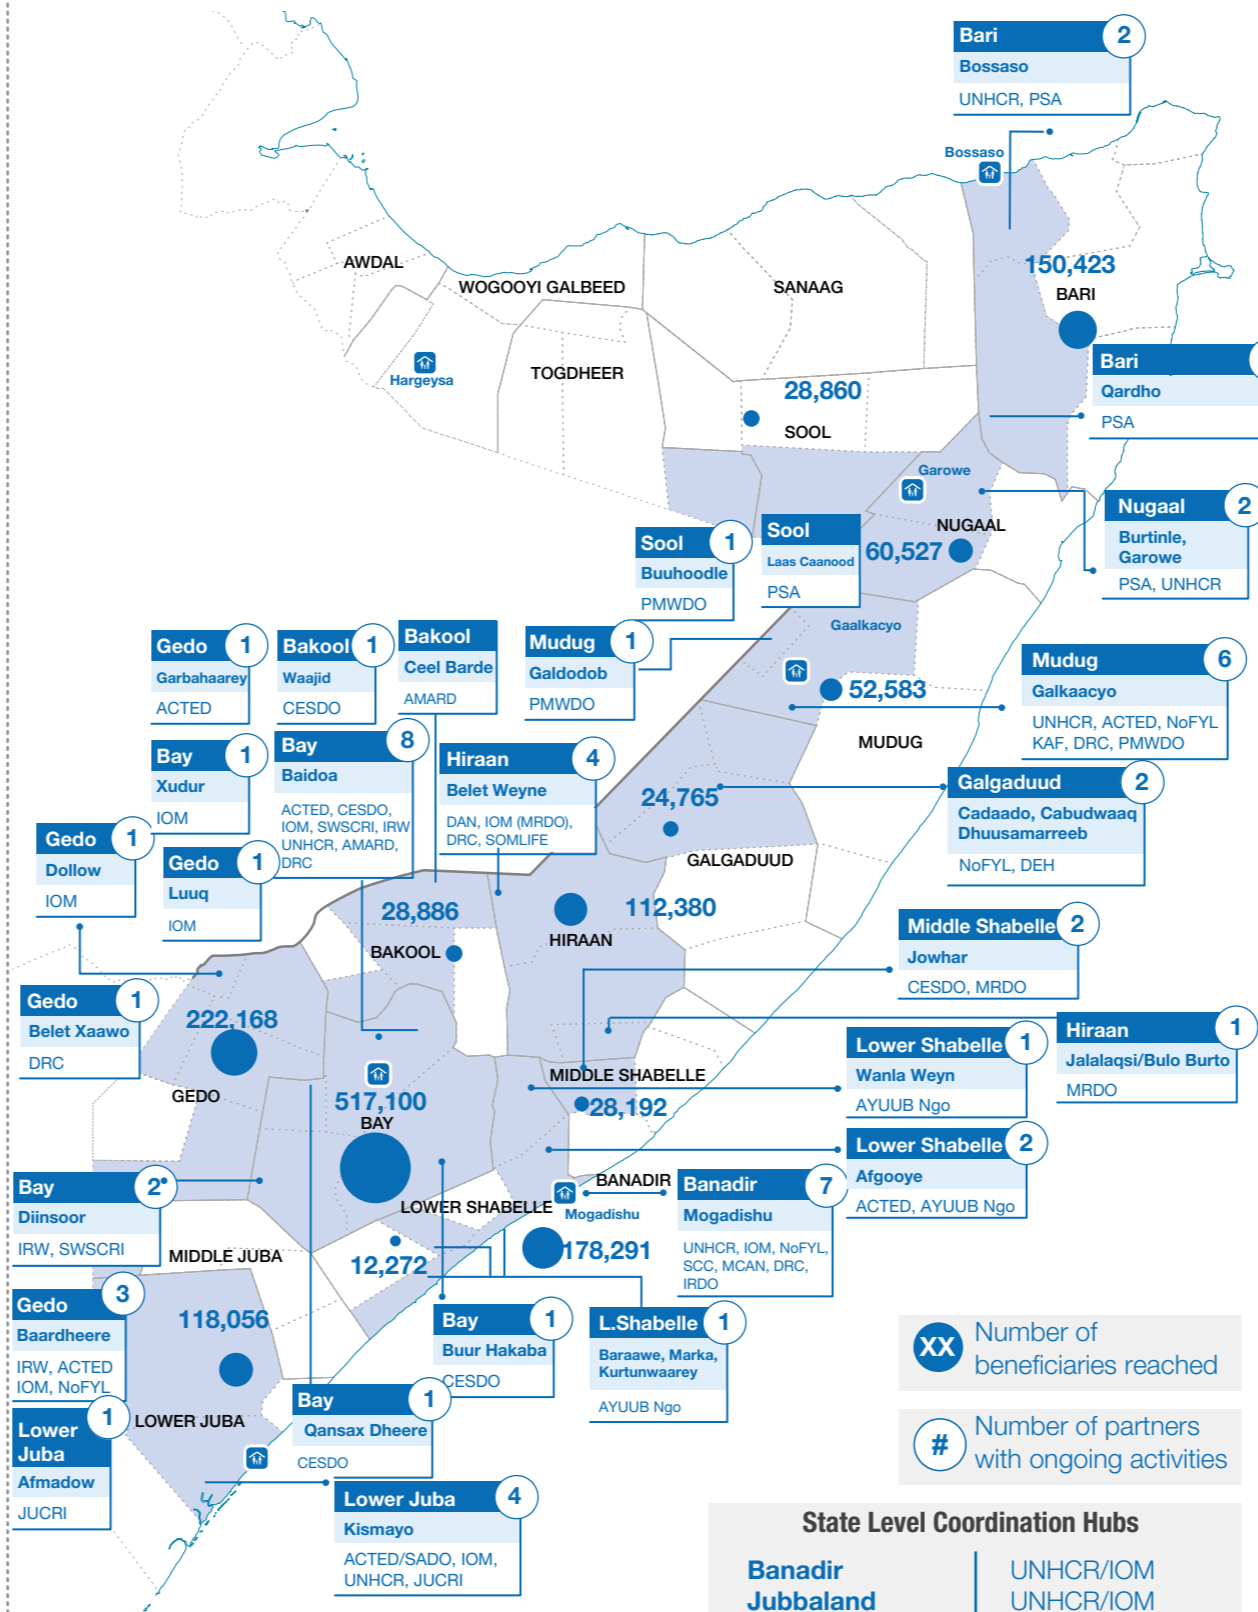 Bari 2
Bossaso
UNHCR, PSA
Bossaso
AWDAL
WOGOOYI GALBEED
SANAAG
150,423
BARI
Hargeysa
TOGDHEER
28,860
SOOL
Bari
Qardho
PSA
Garowe
NUGAAL
60,527
Nugaal 2
Burtinle,
Garowe
PSA, UNHCR
Sool 1
Buuhoodle
PMWDO
Sool
Laas Caanood
PSA
Gaalkacyo
Gedo 1
Garbahaarey
ACTED
Bakool 1
Waajid
CESDO
Bakool
Ceel Barde
AMARD
Mudug 1
Galdodob
PMWDO
52,583
MUDUG
Mudug 6
Galkaacyo
UNHCR, ACTED, NoFYL
KAF, DRC, PMWDO
Bay 1
Xudur
IOM
Bay 8
Baidoa
ACTED, CESDO,
IOM, SWSCRI, IRW
UNHCR, AMARD,
DRC
Hiraan 4
Belet Weyne
DAN, IOM (MRDO),
DRC, SOMLIFE
24,765
GALGADUUD
Galgaduud 2
Cadaado, Cabudwaaq
Dhuusamarreeb
NoFYL, DEH
Gedo 1
Dollow
IOM
Gedo 1
Luuq
IOM
28,886
BAKOOL
112,380
HIRAAN
Middle Shabelle 2
Jowhar
CESDO, MRDO
Gedo 1
Belet Xaawo
DRC
222,168
GEDO
517,100
BAY
MIDDLE SHABELLE
28,192
Lower Shabelle 1
Wanla Weyn
AYUUB Ngo
Hiraan 1
Jalalaqsi/Bulo Burto
MRDO
Lower Shabelle 2
Afgooye
ACTED, AYUUB Ngo
Bay 2
Diinsoor
IRW, SWSCRI
BANADIR
LOWER SHABELLE
Mogadishu
178,291
Banadir 7
Mogadishu
UNHCR, IOM, NoFYL,
SCC, MCAN, DRC,
IRDO
MIDDLE JUBA
12,272
Gedo 3
Baardheere
IRW, ACTED
IOM, NoFYL
118,056
LOWER JUBA
Bay 1
Buur Hakaba
CESDO
L.Shabelle 1
Baraawe, Marka,
Kurtunwaarey
AYUUB Ngo
Lower
Juba 1
Afmadow
JUCRI
Bay 1
Qansax Dheere
CESDO
Lower Juba 4
Kismayo
ACTED/SADO, IOM,
UNHCR, JUCRI
XX Number of
beneficiaries reached
# Number of partners
with ongoing activities
State Level Coordination Hubs
Banadir UNHCR/IOM
Jubbaland UNHCR/IOM